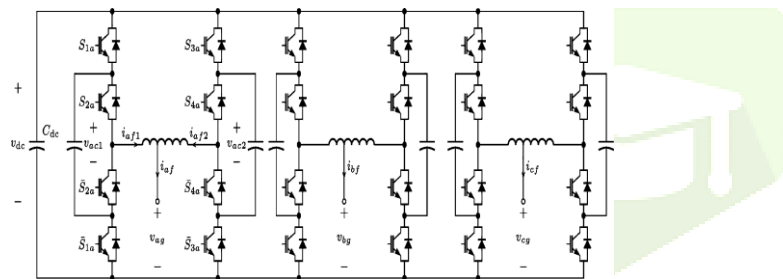 S1a
S3a
S2a
S4a
+
Cdc
+
iaf1
iaf2
+
vdc
vac1
vac2
−
−
iaf
ibf
icf
S̄2a
S̄4a
−
+
+
+
vag
vbg
vcg
S̄1a
S̄3a
−
−
−